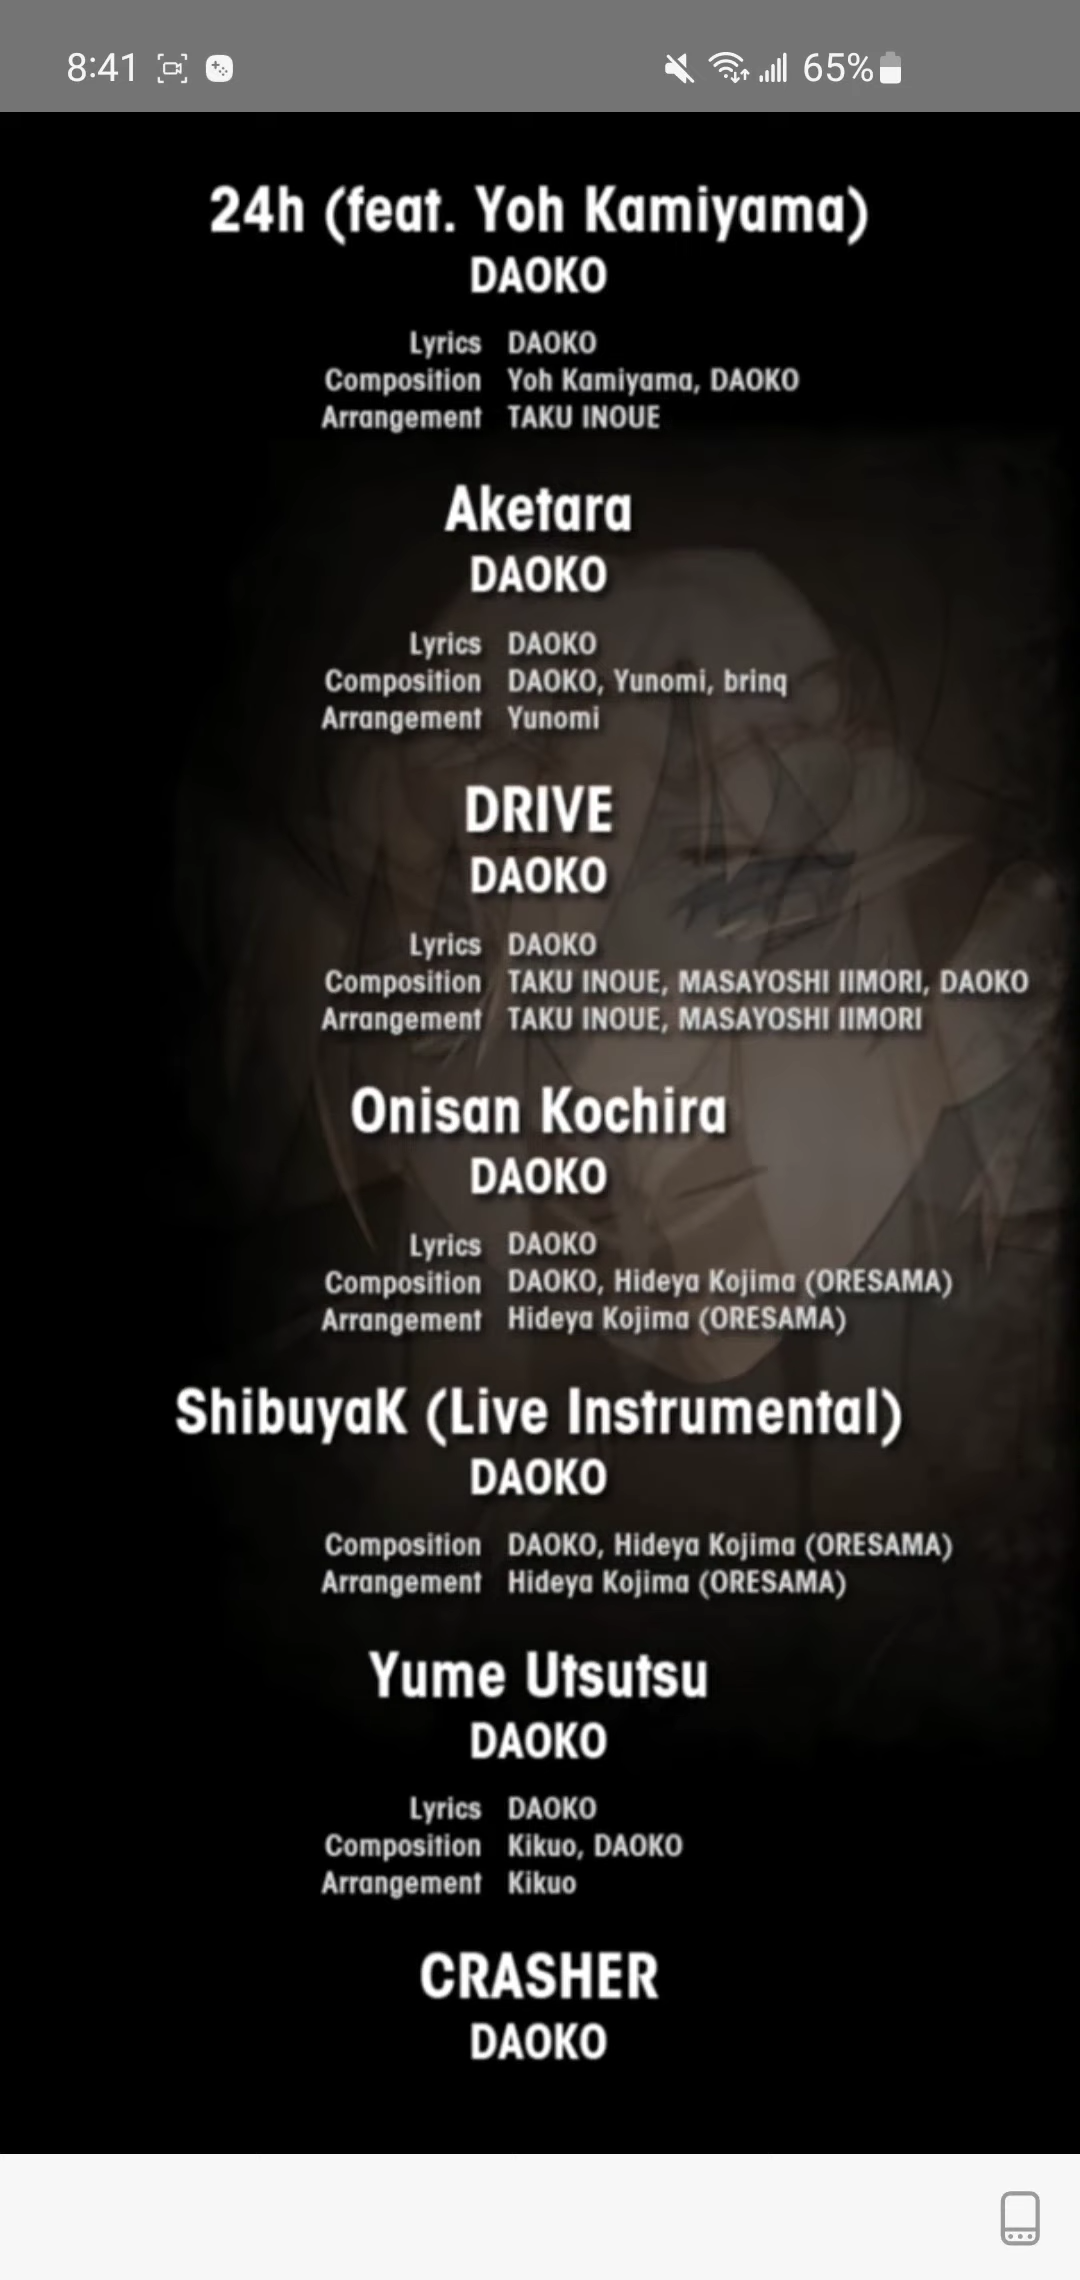 8:41 65%
24h (feat. Yoh Kamiyama)
DAOKO
Lyrics DAOKO
Composition Yoh Kamiyama, DAOKO
Arrangement TAKU INOUE
Aketara
DAOKO
Lyrics DAOKO
Composition DAOKO, Yunomi, brinq
Arrangement Yunomi
DRIVE
DAOKO
Lyrics DAOKO
Composition TAKU INOUE, MASAYOSHI IIMORI, DAOKO
Arrangement TAKU INOUE, MASAYOSHI IIMORI
Onisan Kochira
DAOKO
Lyrics DAOKO
Composition DAOKO, Hideya Kojima (ORESAMA)
Arrangement Hideya Kojima (ORESAMA)
ShibuyaK (Live Instrumental)
DAOKO
Composition DAOKO, Hideya Kojima (ORESAMA)
Arrangement Hideya Kojima (ORESAMA)
Yume Utsutsu
DAOKO
Lyrics DAOKO
Composition Kikuo, DAOKO
Arrangement Kikuo
CRASHER
DAOKO